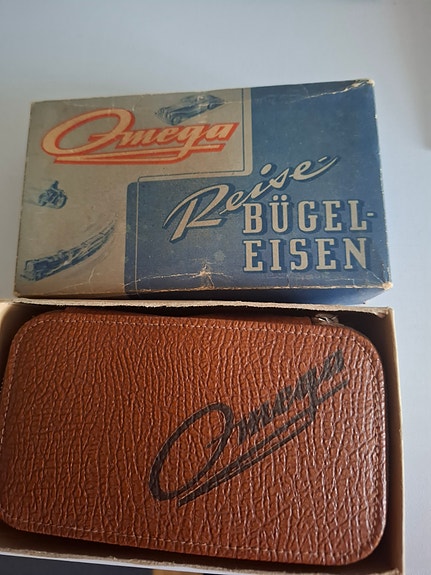 Omega
Reise-
BÜGEL-
EISEN
Omega